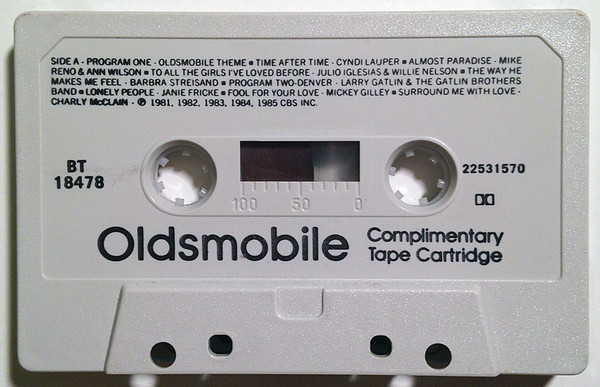 SIDE A - PROGRAM ONE - OLDSMOBILE THEME ■ TIME AFTER TIME - CYNDI LAUPER ■ ALMOST PARADISE - MIKE
RENO & ANN WILSON ■ TO ALL THE GIRLS I'VE LOVED BEFORE - JULIO IGLESIAS & WILLIE NELSON ■ THE WAY HE
MAKES ME FEEL - BARBRA STREISAND ■ PROGRAM TWO-DENVER - LARRY GATLIN & THE GATLIN BROTHERS
BAND ■ LONELY PEOPLE - JANIE FRICKE ■ FOOL FOR YOUR LOVE - MICKEY GILLEY ■ SURROUND ME WITH LOVE -
CHARLY McCLAIN - ℗ 1981, 1982, 1983, 1984, 1985 CBS INC.
BT
18478
22531570
100 50 0
Oldsmobile
Complimentary
Tape Cartridge